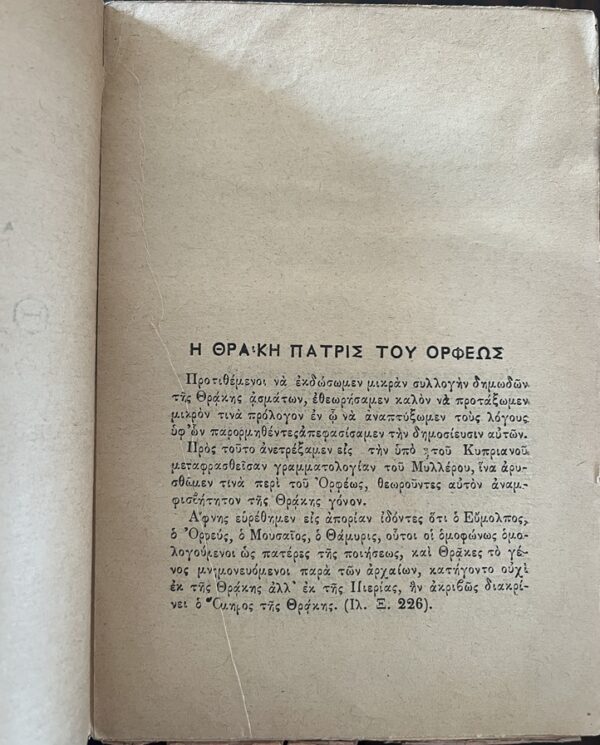 Η ΘΡΑ·ΚΗ ΠΑΤΡΙΣ ΤΟΥ ΟΡΦΕΩΣ
Προτιθέμενοι νὰ ἐκδώσωμεν μικρὰν συλλογὴν δημωδῶν
τῆς Θράκης ᾀσμάτων, ἐθεωρήσαμεν καλὸν νὰ προτάξωμεν
μικρὸν τινὰ πρόλογον ἐν ᾧ νὰ ἀναπτύξωμεν τοὺς λόγους
ὑφ᾽ ὧν παρορμηθέντες ἀπεφασίσαμεν τὴν δημοσίευσιν αὐτῶν.
Πρὸς τοῦτο ἀνετρέξαμεν εἰς τὴν ὑπὸ τοῦ Κυπριανοῦ
μεταφρασθεῖσαν γραμματολογίαν τοῦ Μυλλέρου, ἵνα ἀρυ-
σθῶμεν τινὰ περὶ τοῦ Ὀρφέως, θεωροῦντες αὐτὸν ἀναμ-
φισβήτητον τῆς Θράκης γόνον.
Ἄφνης εὑρέθημεν εἰς ἀπορίαν ἰδόντες ὅτι ὁ Εὔμολπος,
ὁ Ὀρφεύς, ὁ Μουσαῖος, ὁ Θάμυρις, οὗτοι οἱ ὁμοφώνως ὁμο-
λογούμενοι ὡς πατέρες τῆς ποιήσεως, καὶ Θρᾷκες τὸ γέ-
νος μνημονευόμενοι παρὰ τῶν ἀρχαίων, κατήγοντο οὐχὶ
ἐκ τῆς Θράκης ἀλλ᾽ ἐκ τῆς Πιερίας, ἣν ἀκριβῶς διακρί-
νει ὁ Ὅμηρος τῆς Θρᾴκης. (Ιλ. Ξ. 226).